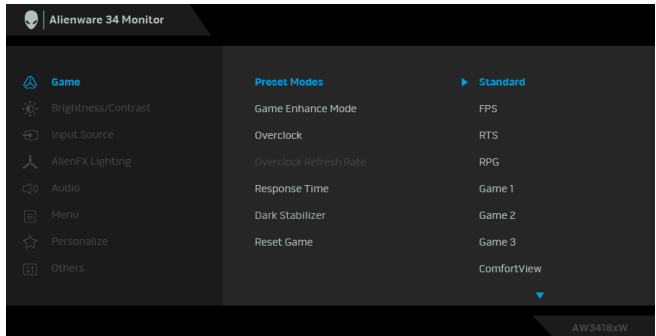 Alienware 34 Monitor
Game
Preset Modes
Standard
Brightness/Contrast
Game Enhance Mode
FPS
Input Source
Overclock
RTS
AlienFX Lighting
Overclock Refresh Rate
RPG
Audio
Response Time
Game 1
Menu
Dark Stabilizer
Game 2
Personalize
Reset Game
Game 3
Others
ComfortView
AW3418xW